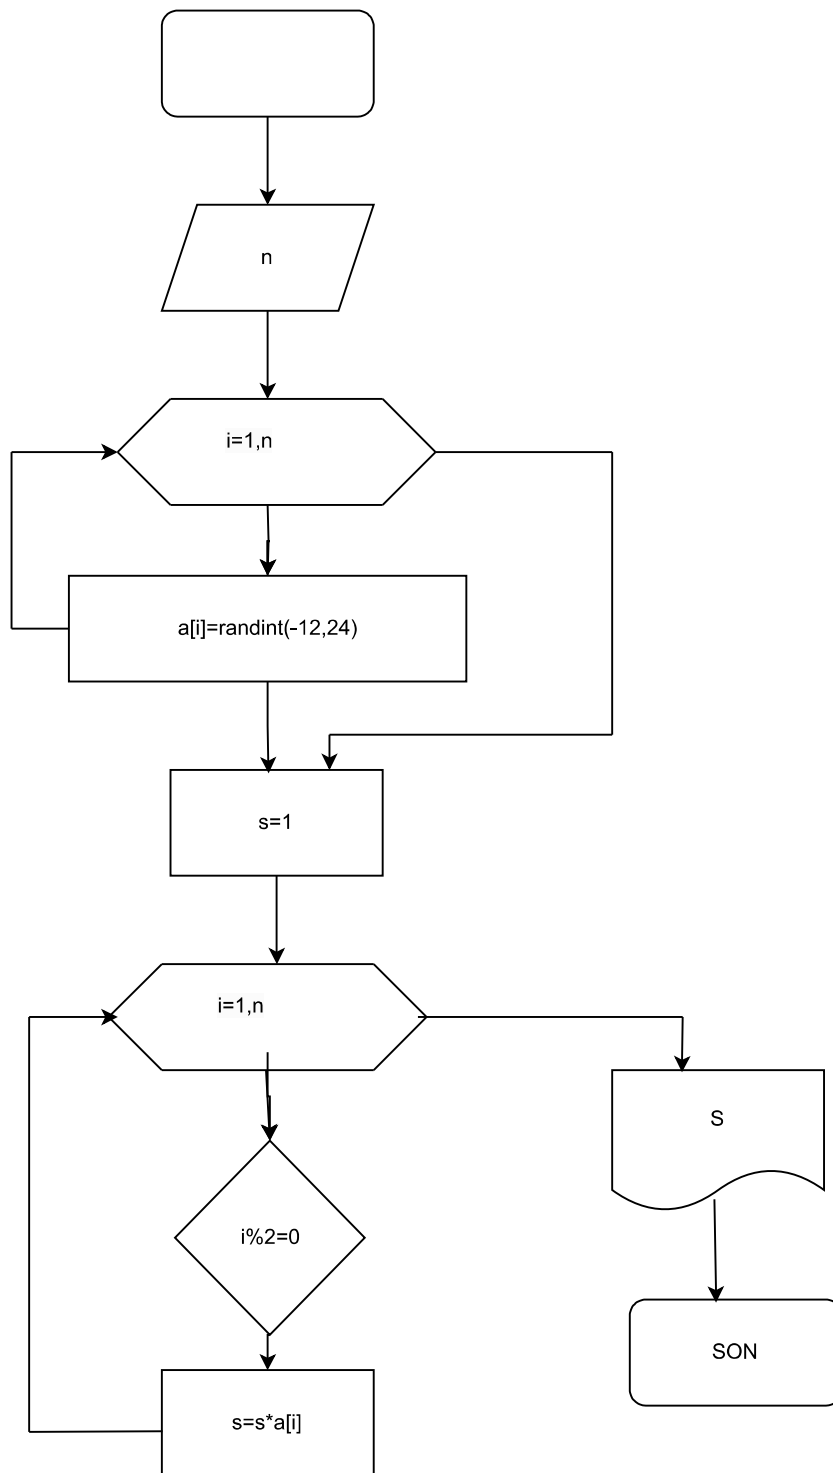 n
i=1,n
a[i]=randint(-12,24)
s=1
i=1,n
i%2=0
s=s*a[i]
S
SON